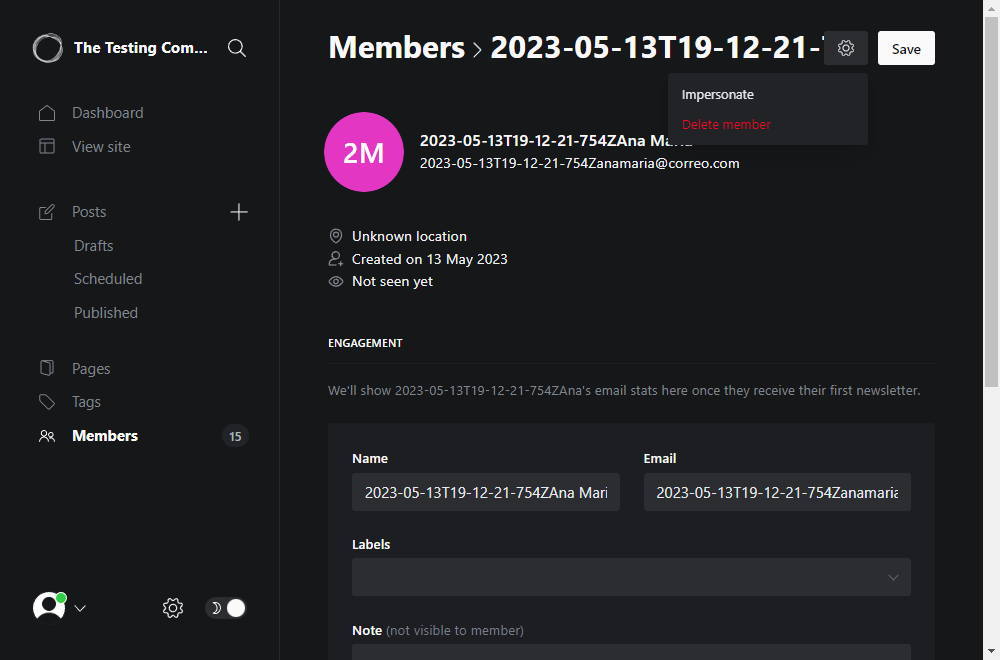 The Testing Com...
Dashboard
View site
Posts
Drafts
Scheduled
Published
Pages
Tags
Members
15
Members > 2023-05-13T19-12-21-
Save
Impersonate
Delete member
2M
2023-05-13T19-12-21-754ZAna Maria
2023-05-13T19-12-21-754Zanamaria@correo.com
Unknown location
Created on 13 May 2023
Not seen yet
ENGAGEMENT
We'll show 2023-05-13T19-12-21-754ZAna's email stats here once they receive their first newsletter.
Name
2023-05-13T19-12-21-754ZAna Mari
Email
2023-05-13T19-12-21-754Zanamaria
Labels
Note (not visible to member)